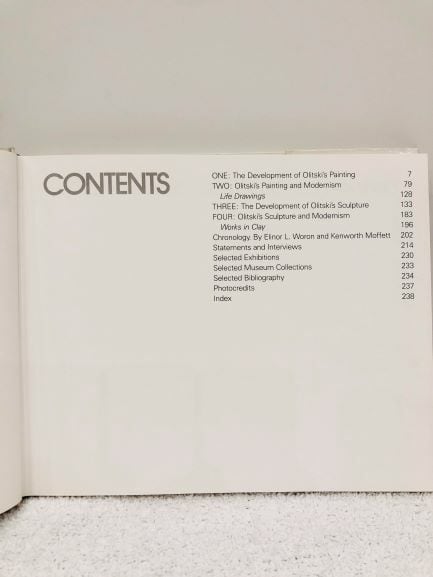 CONTENTS
ONE: The Development of Olitski's Painting 7
TWO: Olitski's Painting and Modernism 79
Life Drawings 128
THREE: The Development of Olitski's Sculpture 133
FOUR: Olitski's Sculpture and Modernism 183
Works in Clay 196
Chronology. By Elinor L. Woron and Kenworth Moffett 202
Statements and Interviews 214
Selected Exhibitions 230
Selected Museum Collections 233
Selected Bibliography 234
Photocredits 237
Index 238